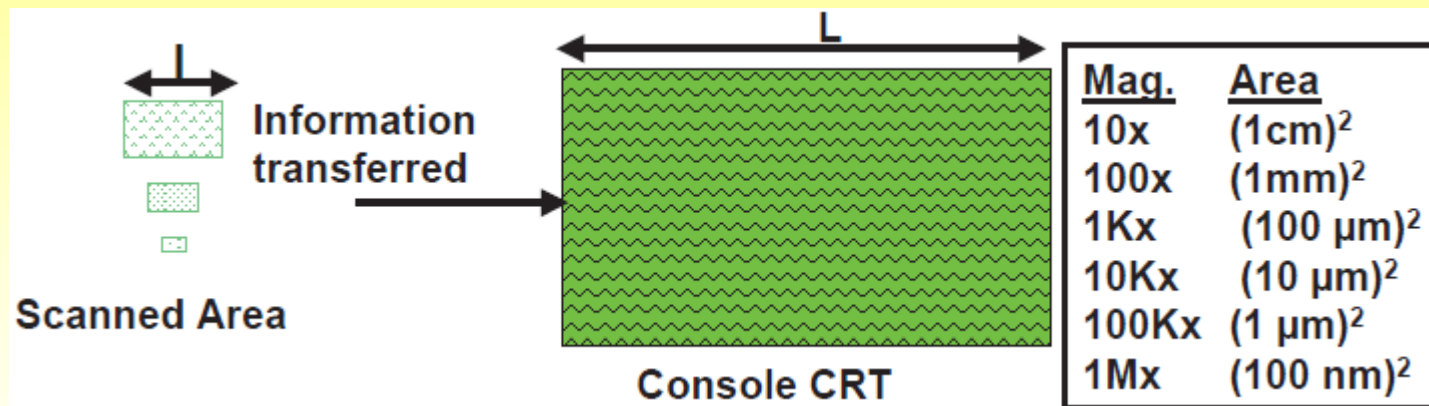 l
L
Information
transferred
Scanned Area
Console CRT
Mag. Area
10x (1cm)²
100x (1mm)²
1Kx (100 µm)²
10Kx (10 µm)²
100Kx (1 µm)²
1Mx (100 nm)²